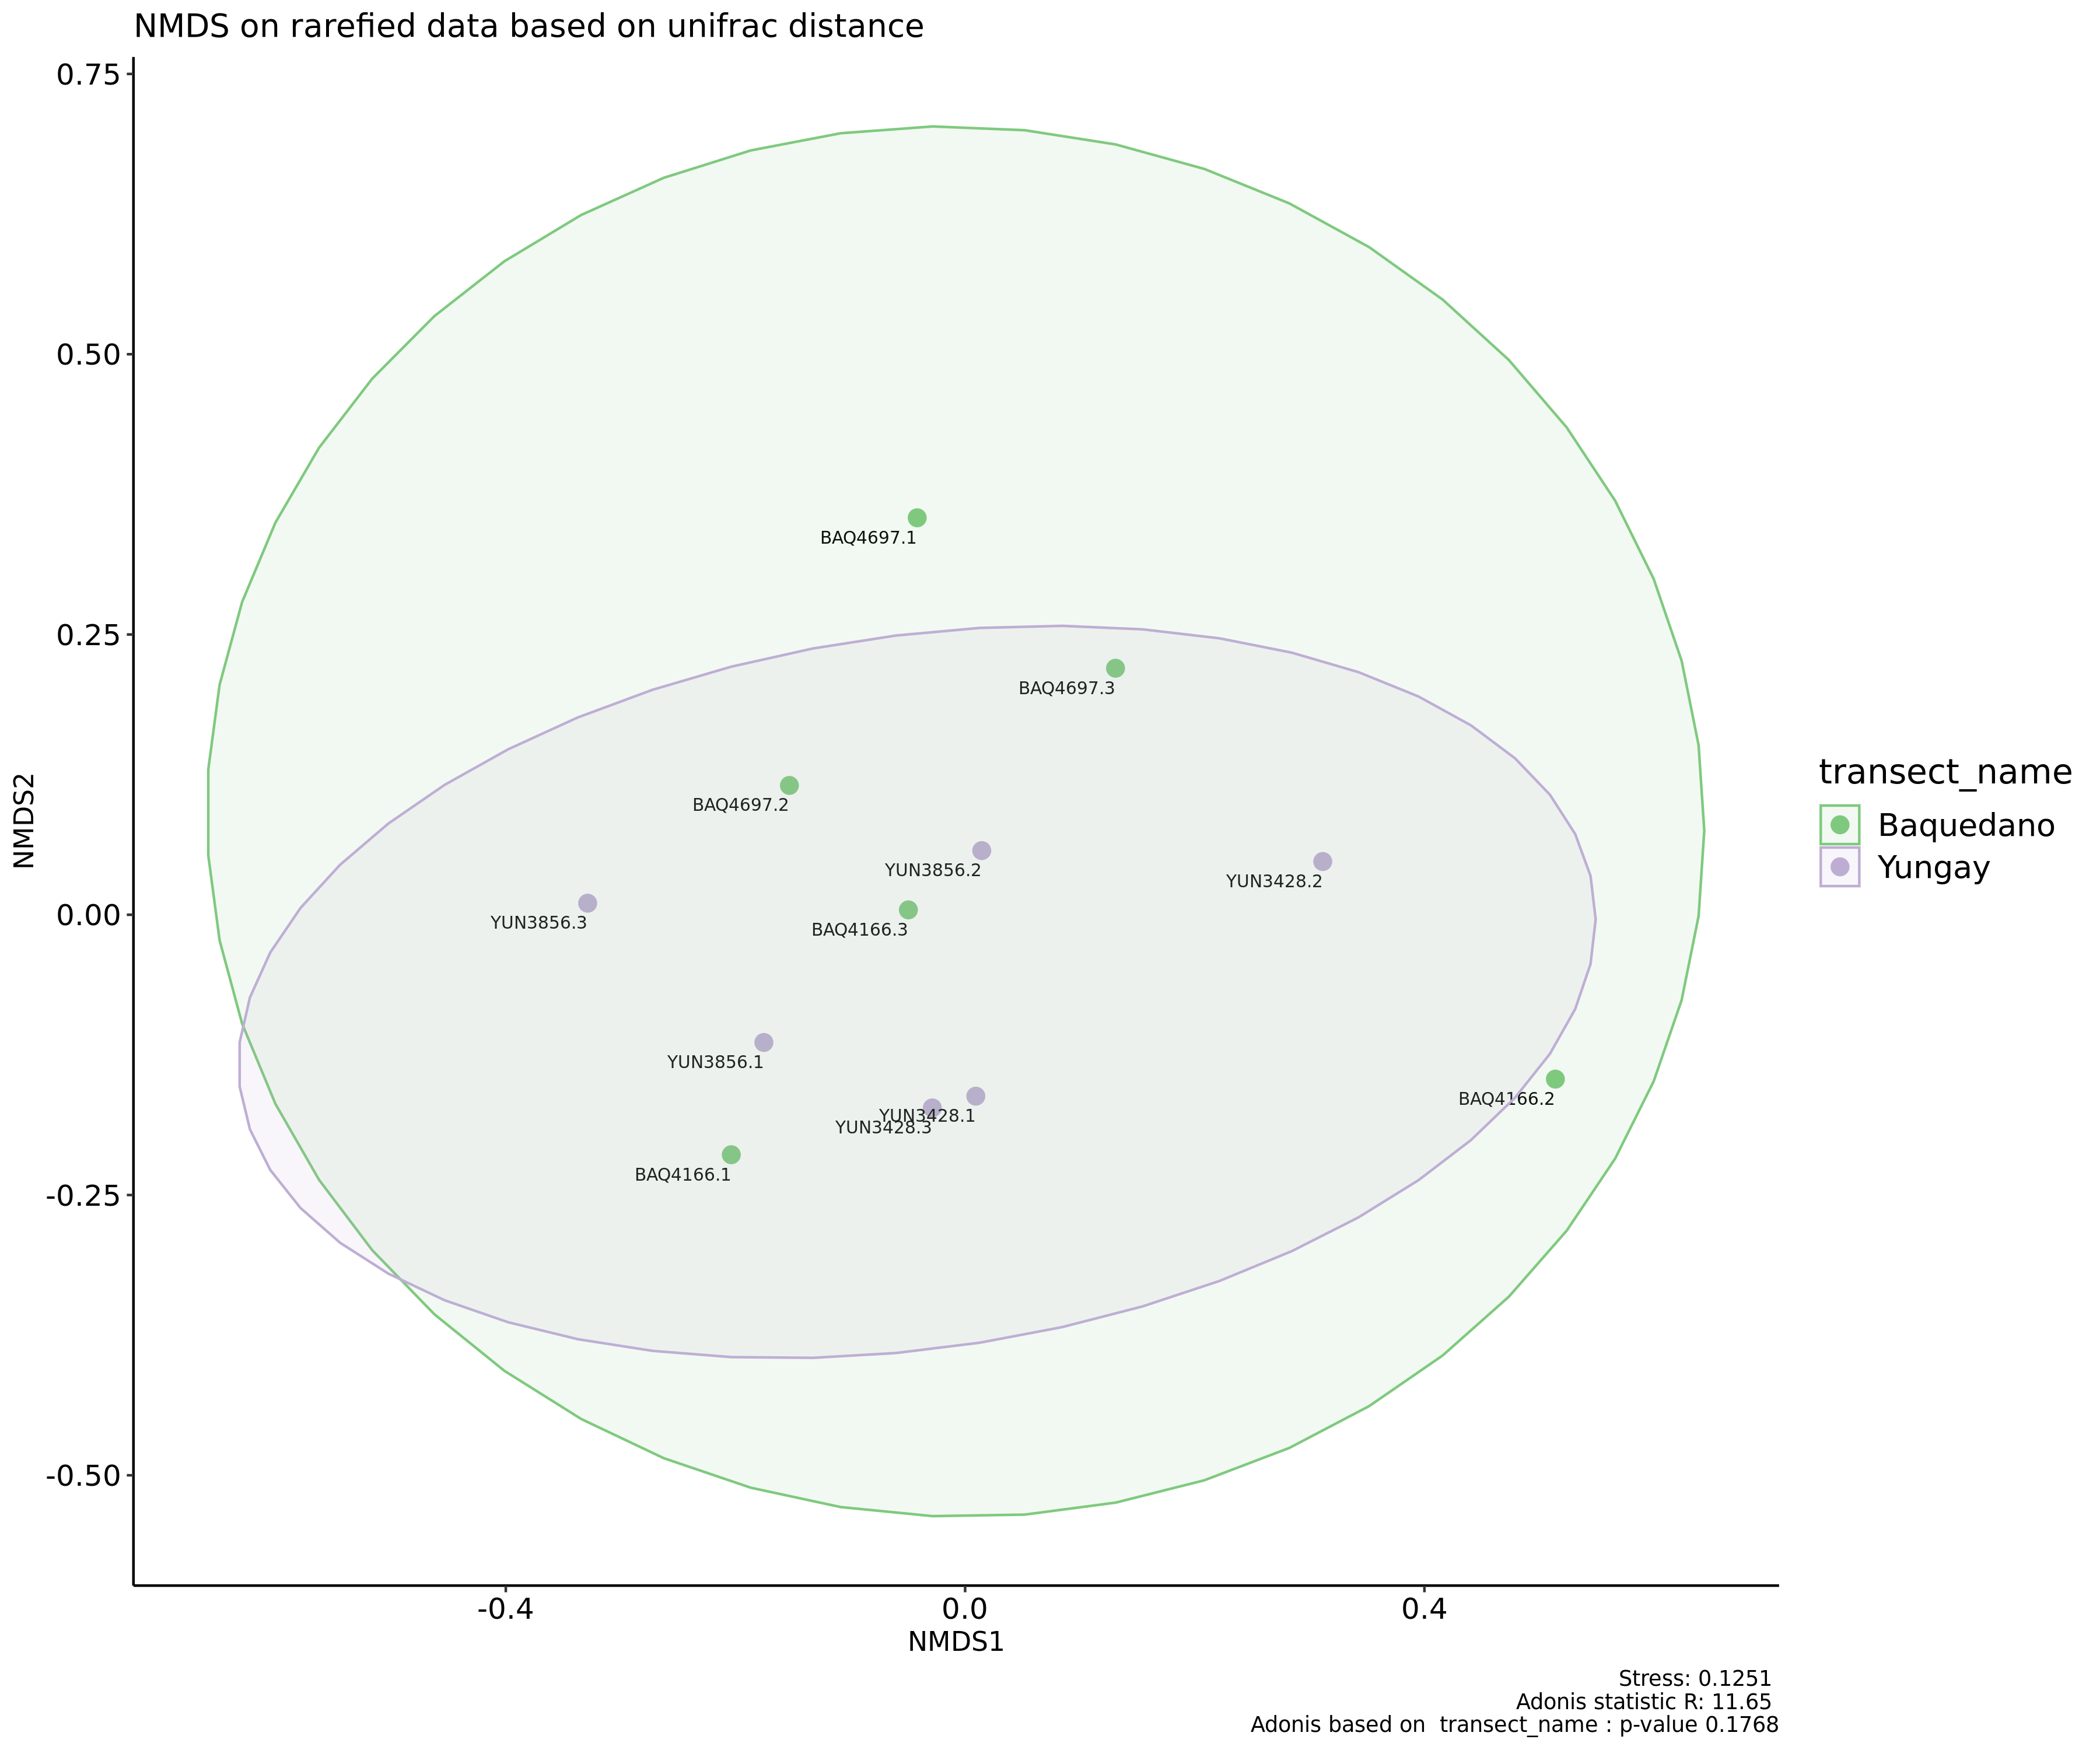 NMDS on rarefied data based on unifrac distance
0.75
0.50
0.25
0.00
-0.25
-0.50
NMDS2
BAQ4697.1
BAQ4697.3
BAQ4697.2
YUN3856.2
YUN3428.2
YUN3856.3
BAQ4166.3
YUN3856.1
BAQ4166.2
YUN3428.1
YUN3428.3
BAQ4166.1
transect_name
Baquedano
Yungay
-0.4
0.0
0.4
NMDS1
Stress: 0.1251
Adonis statistic R: 11.65
Adonis based on  transect_name : p-value 0.1768